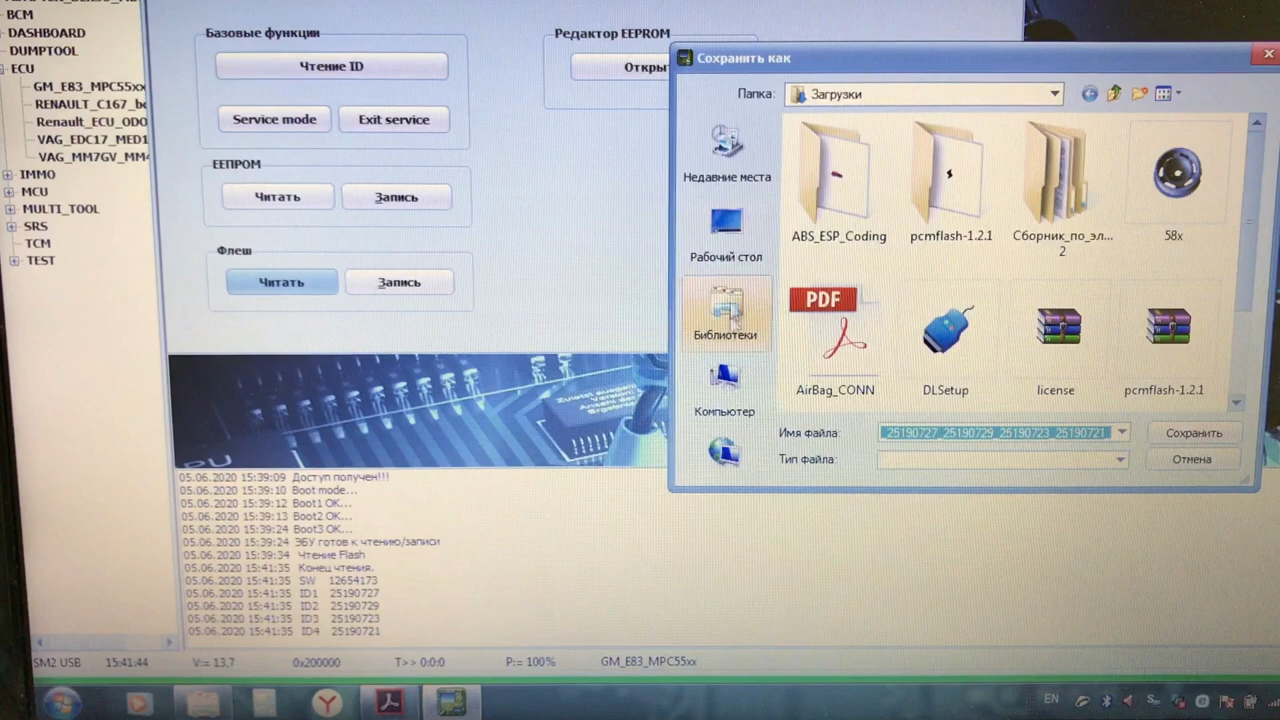 BCM
DASHBOARD
DUMPTOOL
ECU
GM_E83_MPC55xx
RENAULT_C167_bo
Renault_ECU_ODO
VAG_EDC17_MED1
VAG_MM7GV_MM4
IMMO
MCU
MULTI_TOOL
SRS
TCM
TEST
Базовые функции
Чтение ID
Service mode
Exit service
ЕЕПРОМ
Читать
Запись
Флеш
Читать
Запись
Редактор EEPROM
Откры
Сохранить как
Папка:
Загрузки
Недавние места
Рабочий стол
Библиотеки
Компьютер
ABS_ESP_Coding
pcmflash-1.2.1
Сборник_по_эл...
2
58x
PDF
AirBag_CONN
DLSetup
license
pcmflash-1.2.1
Имя файла:
_25190727_25190729_25190723_25190721
Сохранить
Тип файла:
Отмена
05.06.2020 15:39:09 Доступ получен!!!
05.06.2020 15:39:10 Boot mode...
05.06.2020 15:39:12 Boot1 OK...
05.06.2020 15:39:13 Boot2 OK...
05.06.2020 15:39:24 Boot3 OK...
05.06.2020 15:39:24 ЭБУ готов к чтению/записи
05.06.2020 15:39:34 Чтение Flash
05.06.2020 15:41:35 Конец чтения.
05.06.2020 15:41:35 SW 12654173
05.06.2020 15:41:35 ID1 25190727
05.06.2020 15:41:35 ID2 25190729
05.06.2020 15:41:35 ID3 25190723
05.06.2020 15:41:35 ID4 25190721
SM2 USB 15:41:44 V:= 13,7 0x200000 T>> 0:0:0 P:= 100% GM_E83_MPC55xx
EN